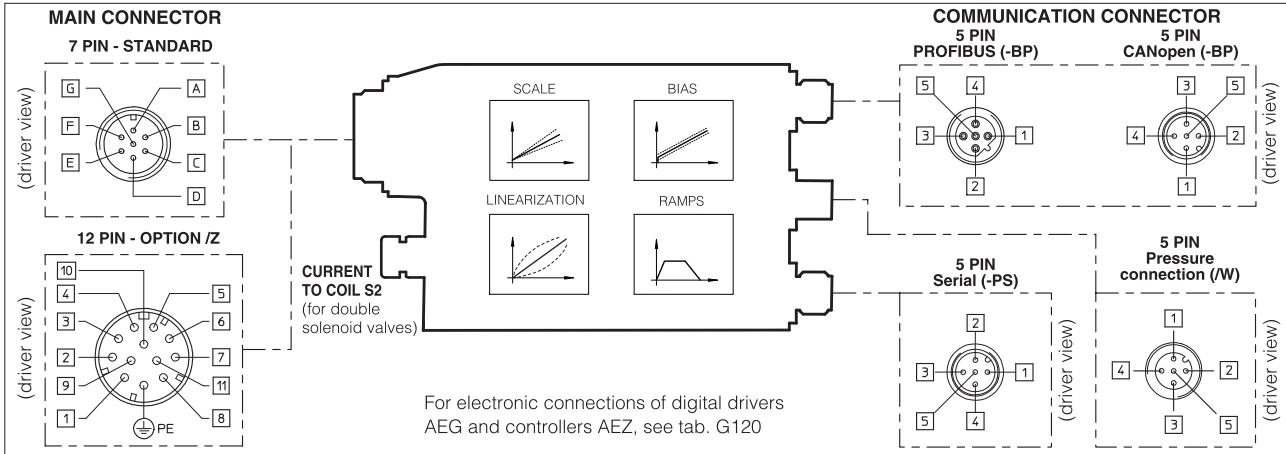 MAIN CONNECTOR
7 PIN - STANDARD
(driver view)
G
A
F
B
E
C
D
12 PIN - OPTION /Z
(driver view)
10
4
5
3
6
2
7
9
11
1
8
PE
CURRENT
TO COIL S2
(for double
solenoid valves)
SCALE
BIAS
LINEARIZATION
RAMPS
For electronic connections of digital drivers
AEG and controllers AEZ, see tab. G120
COMMUNICATION CONNECTOR
5 PIN
PROFIBUS (-BP)
5
4
3
1
2
5 PIN
CANopen (-BP)
3
5
4
2
1
(driver view)
5 PIN
Serial (-PS)
2
3
1
5
4
(driver view)
5 PIN
Pressure
connection (/W)
1
4
2
3
5
(driver view)